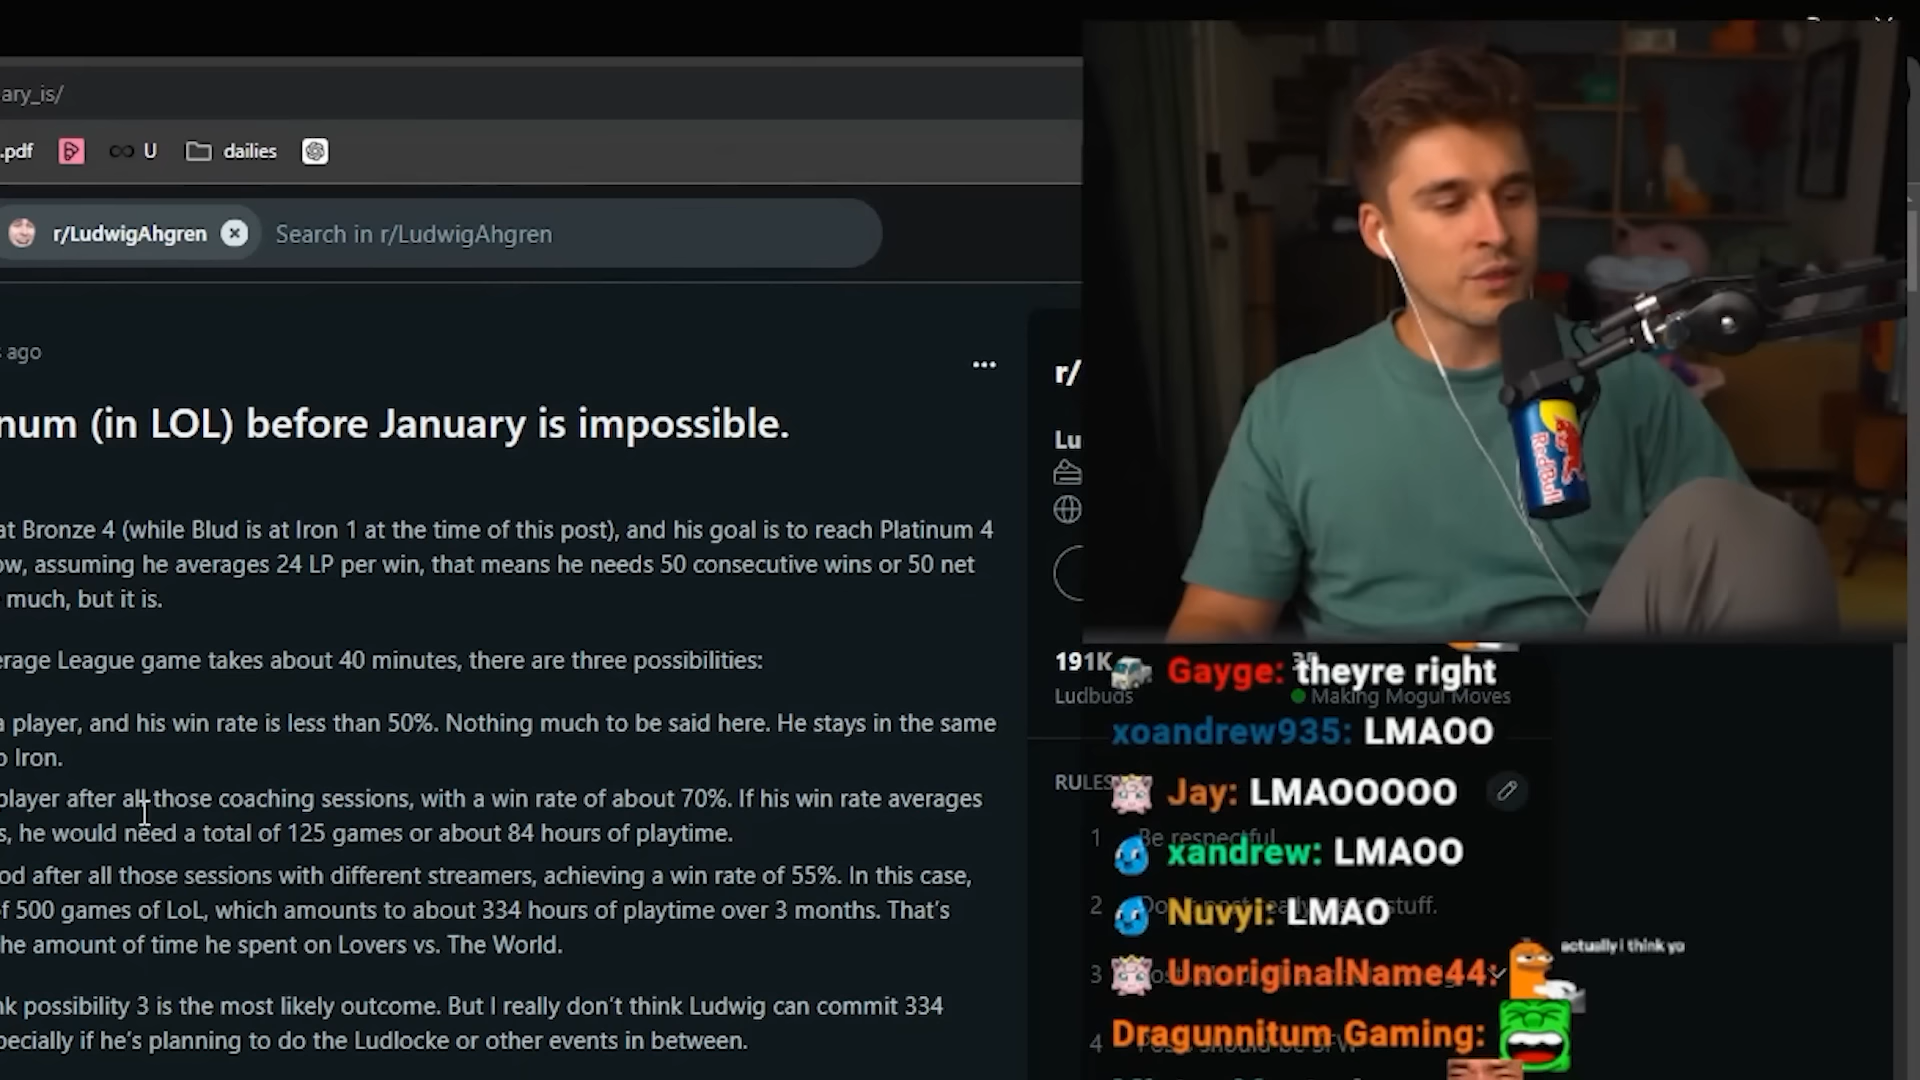 ary_is/
.pdf
U
dailies
r/LudwigAhgren
Search in r/LudwigAhgren
ago
num (in LOL) before January is impossible.
at Bronze 4 (while Blud is at Iron 1 at the time of this post), and his goal is to reach Platinum 4
ow, assuming he averages 24 LP per win, that means he needs 50 consecutive wins or 50 net
much, but it is.
erage League game takes about 40 minutes, there are three possibilities:
a player, and his win rate is less than 50%. Nothing much to be said here. He stays in the same
o Iron.
player after all those coaching sessions, with a win rate of about 70%. If his win rate averages
s, he would need a total of 125 games or about 84 hours of playtime.
od after all those sessions with different streamers, achieving a win rate of 55%. In this case,
of 500 games of LoL, which amounts to about 334 hours of playtime over 3 months. That's
he amount of time he spent on Lovers vs. The World.
nk possibility 3 is the most likely outcome. But I really don't think Ludwig can commit 334
pecially if he's planning to do the Ludlocke or other events in between.
r/
Lu
RedBull
191K
Ludbuds
Making Mogul Moves
RULES
1 Be respectful
2
stuff.
3
4
Gayge: theyre right
xoandrew935: LMAOO
Jay: LMAOOOOO
xandrew: LMAOO
Nuvyi: LMAO
UnoriginalName44:
actually i think yo
Dragunnitum Gaming: